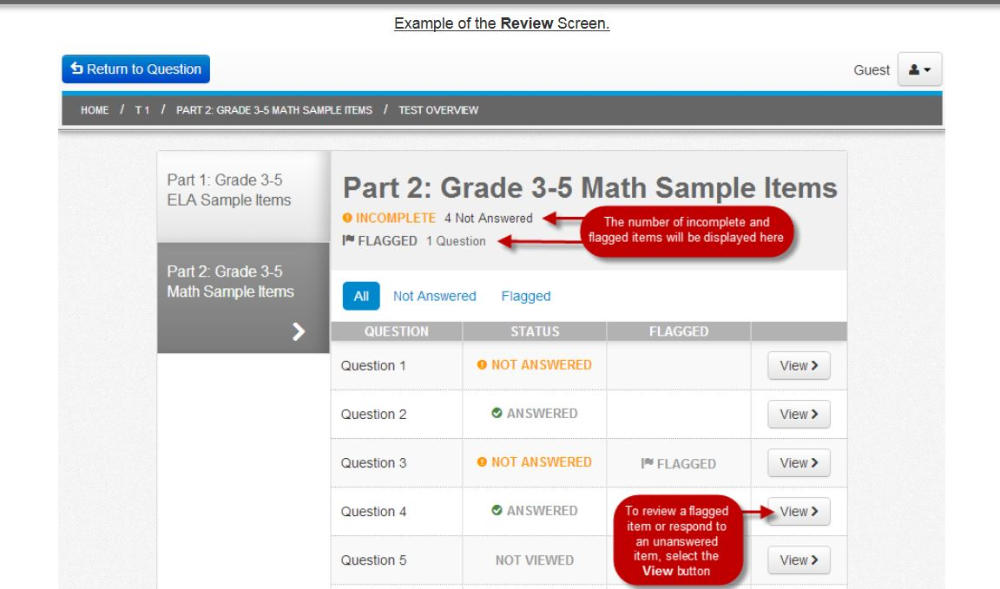 Example of the Review Screen.
Return to Question
Guest
HOME / T 1 / PART 2: GRADE 3-5 MATH SAMPLE ITEMS / TEST OVERVIEW
Part 1: Grade 3-5
ELA Sample Items
Part 2: Grade 3-5
Math Sample Items
Part 2: Grade 3-5 Math Sample Items
INCOMPLETE 4 Not Answered
FLAGGED 1 Question
The number of incomplete and
flagged items will be displayed here
All Not Answered Flagged
QUESTION STATUS FLAGGED
Question 1 NOT ANSWERED View
Question 2 ANSWERED View
Question 3 NOT ANSWERED FLAGGED View
Question 4 ANSWERED View
To review a flagged
item or respond to
an unanswered
item, select the
View button
Question 5 NOT VIEWED View